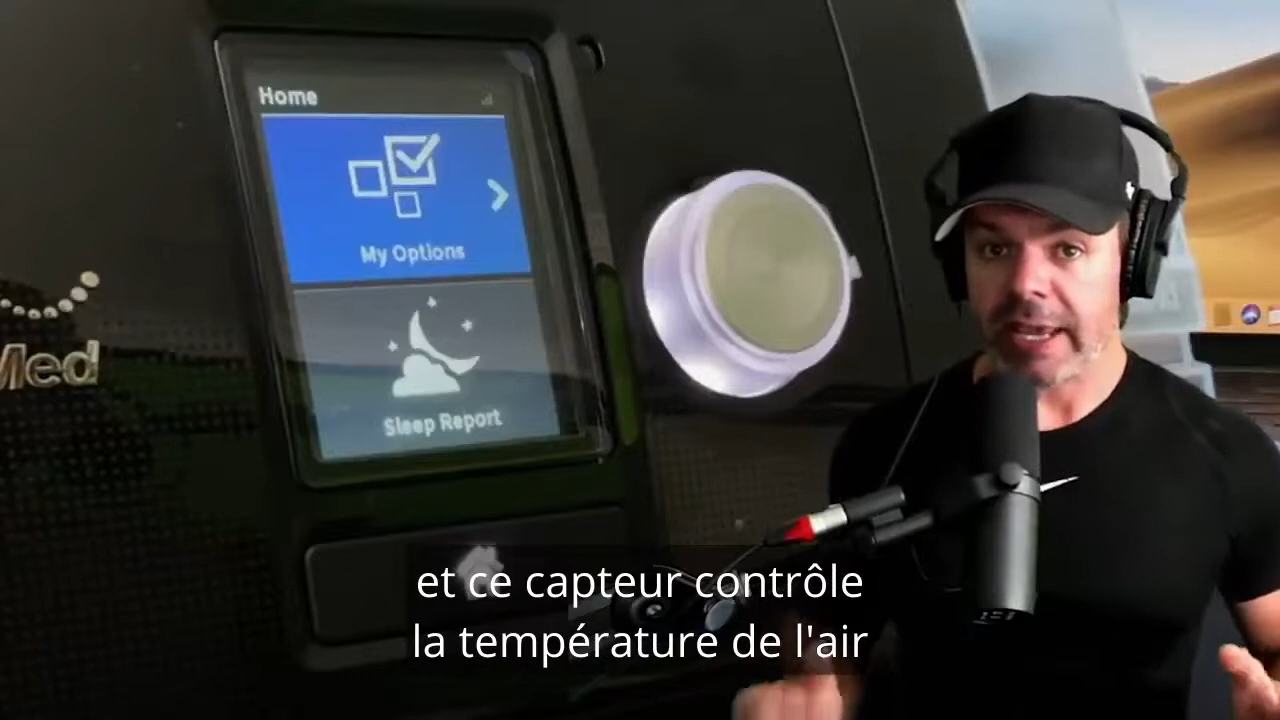 Home
My Options
Med
Sleep Report
et ce capteur contrôle
la température de l'air